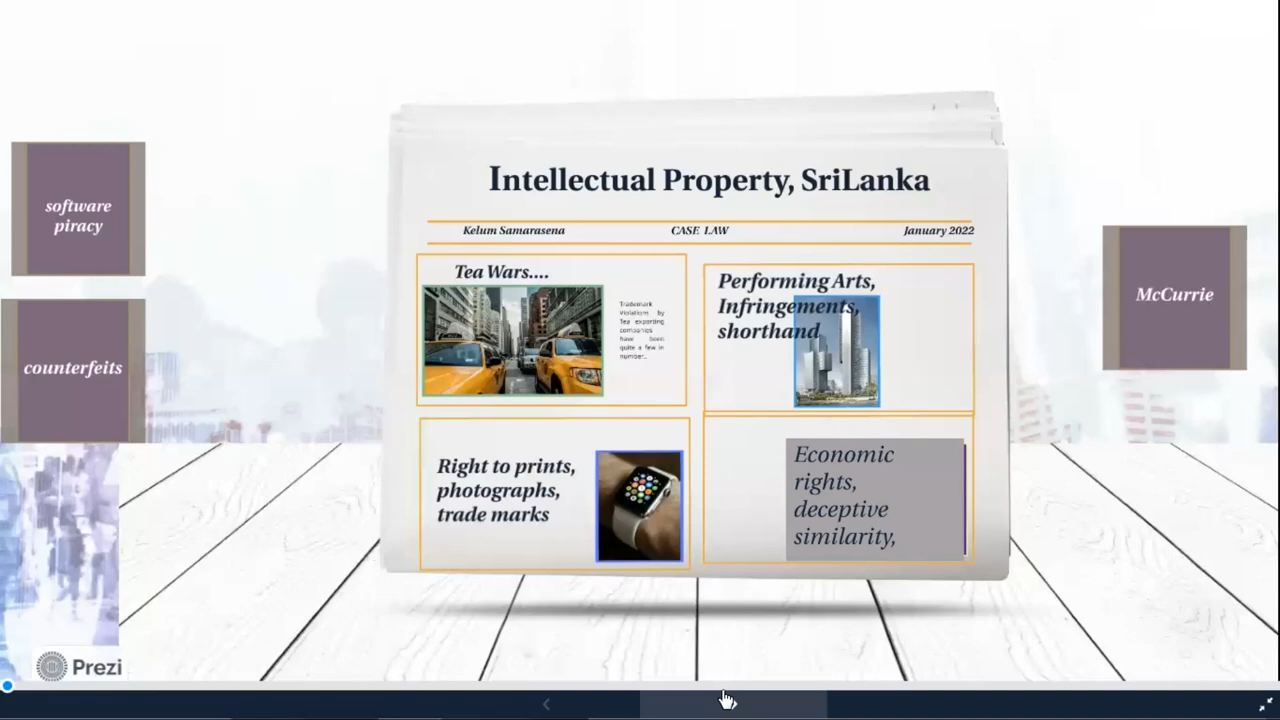 Intellectual Property, SriLanka
Kelum Samarasena CASE LAW January 2022
Tea Wars....
Trademark
Violations by
Tea exporting
companies
have been
quite a few in
number..
Performing Arts,
Infringements,
shorthand
Right to prints,
photographs,
trade marks
Economic
rights,
deceptive
similarity,
software
piracy
counterfeits
McCurrie
Prezi